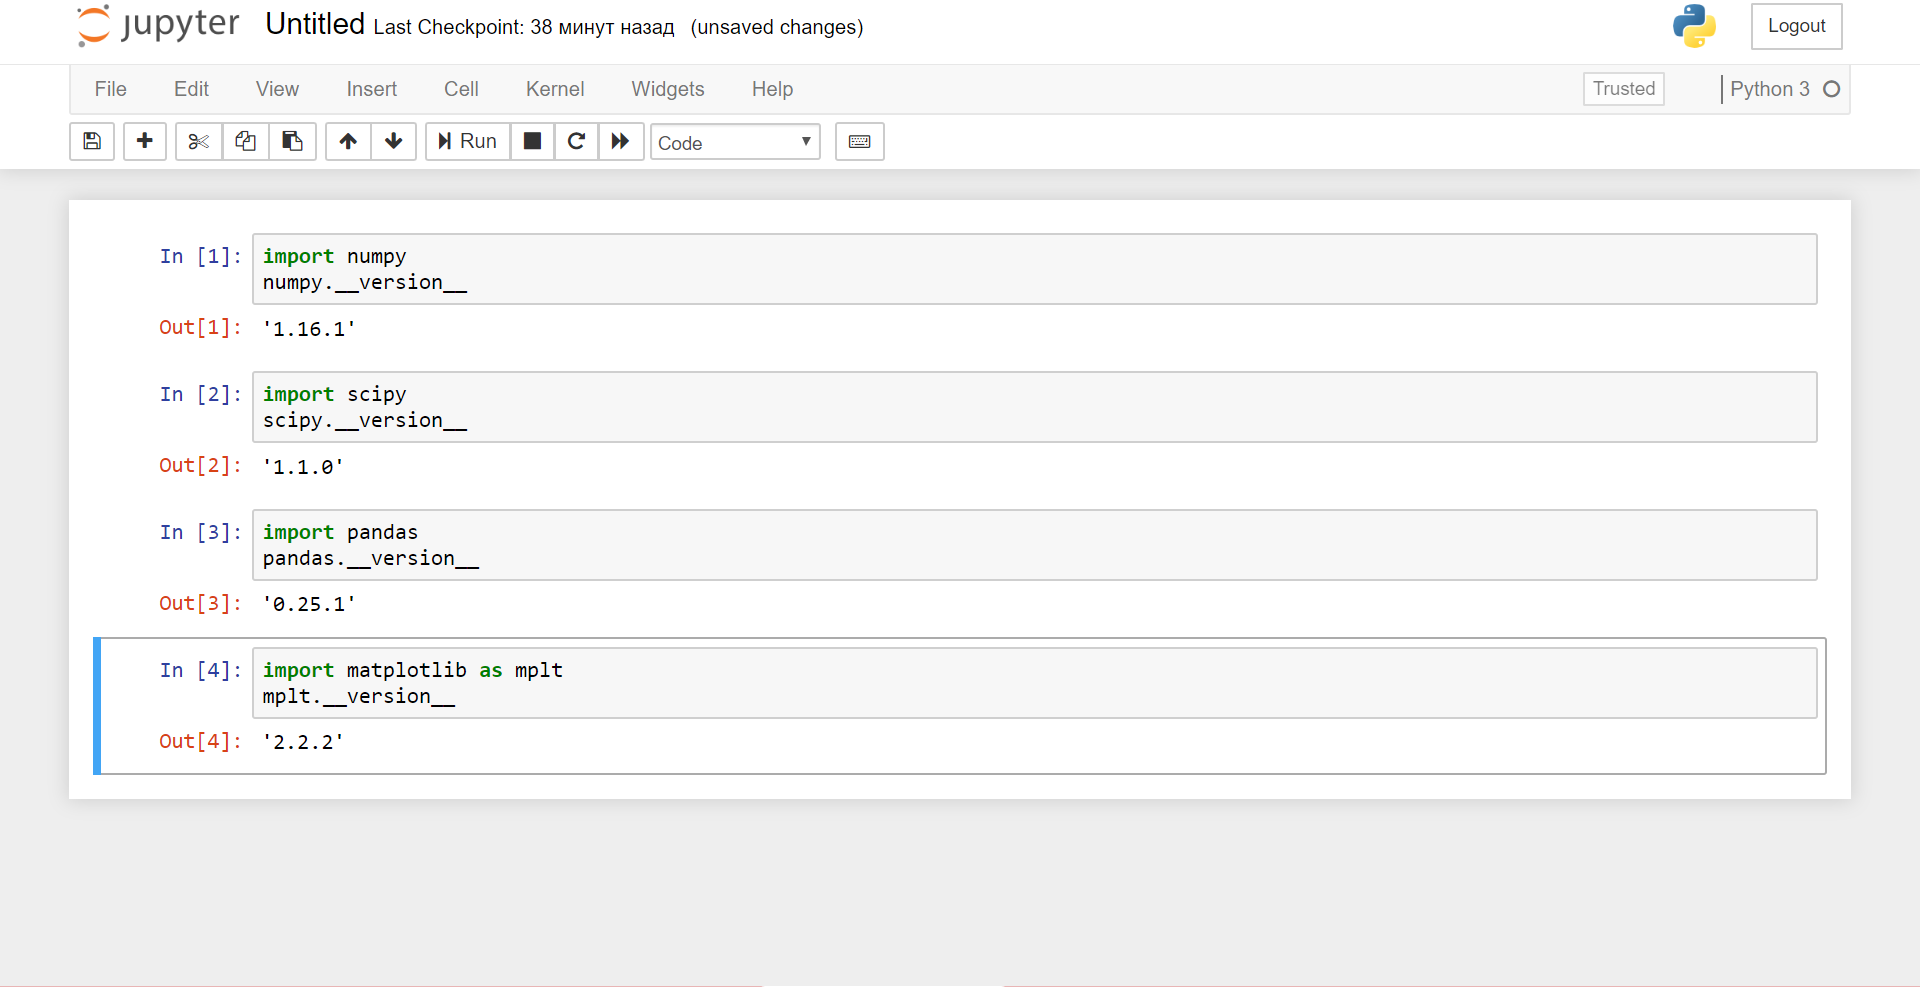 jupyter Untitled Last Checkpoint: 38 минут назад (unsaved changes) Logout
File Edit View Insert Cell Kernel Widgets Help Trusted Python 3
Run Code
In [1]: import numpy
numpy.__version__
Out[1]: '1.16.1'
In [2]: import scipy
scipy.__version__
Out[2]: '1.1.0'
In [3]: import pandas
pandas.__version__
Out[3]: '0.25.1'
In [4]: import matplotlib as mplt
mplt.__version__
Out[4]: '2.2.2'